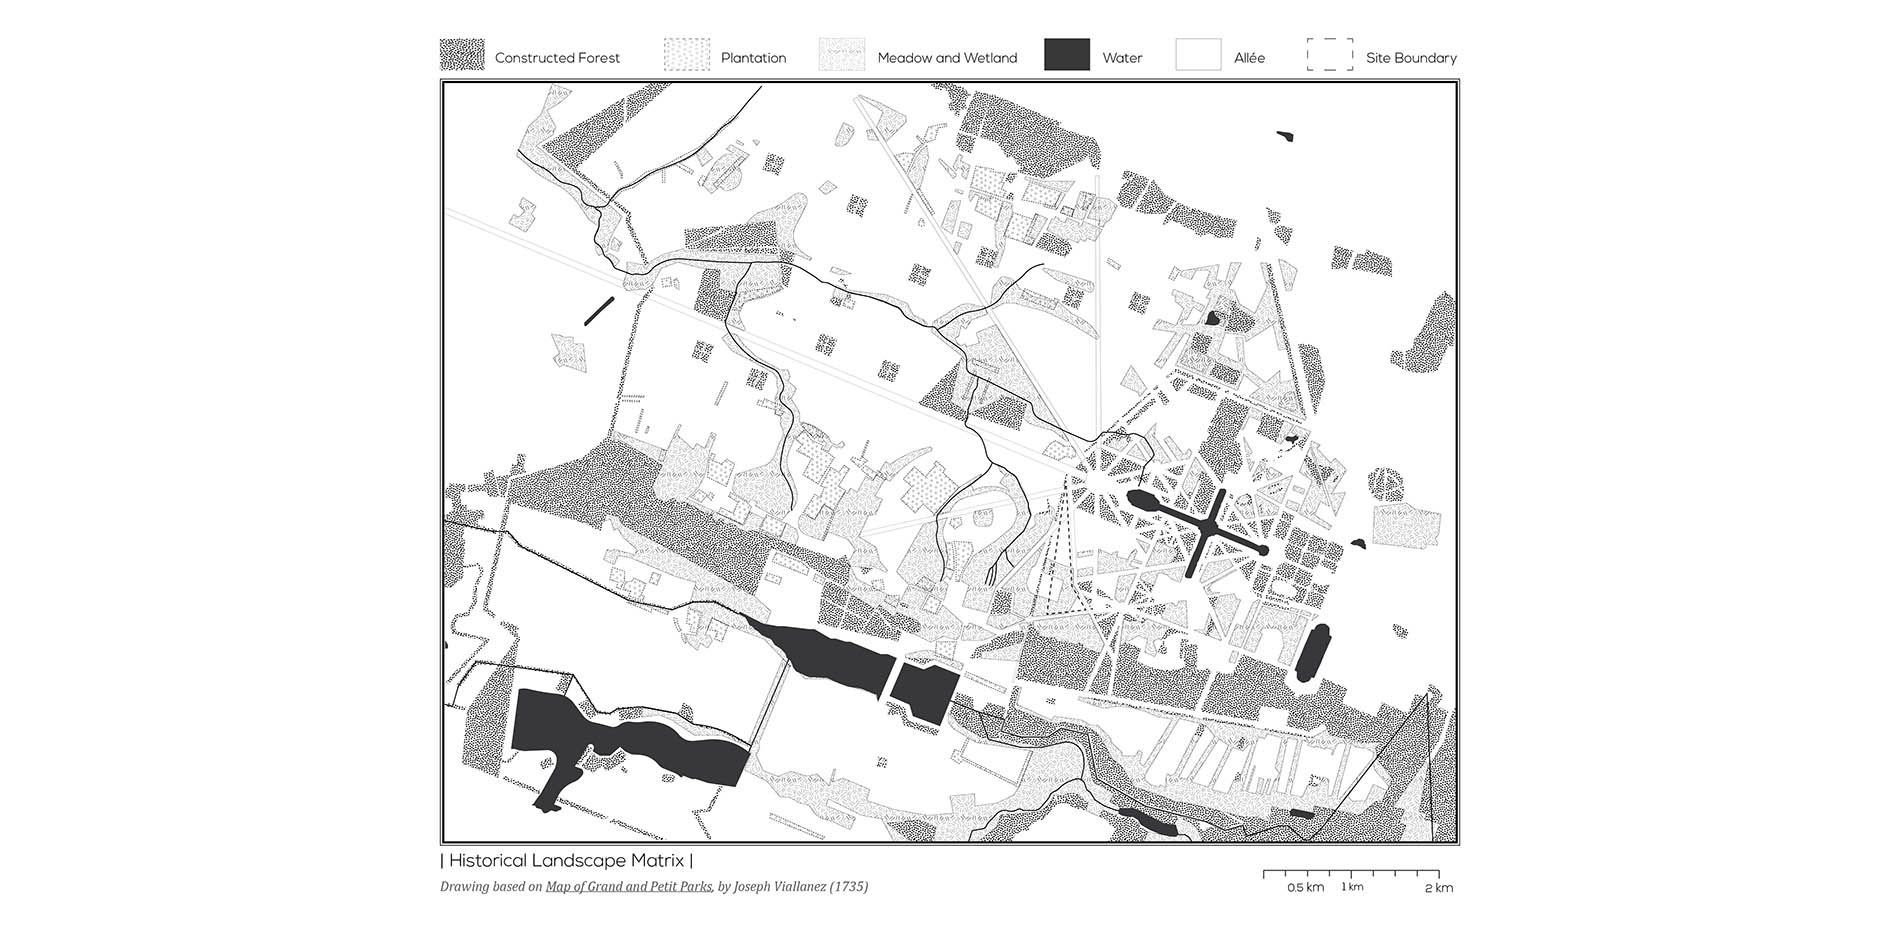 Constructed Forest
Plantation
Meadow and Wetland
Water
Allée
Site Boundary
| Historical Landscape Matrix |
Drawing based on Map of Grand and Petit Parks, by Joseph Viallanez (1735)
0.5 km 1 km 2 km